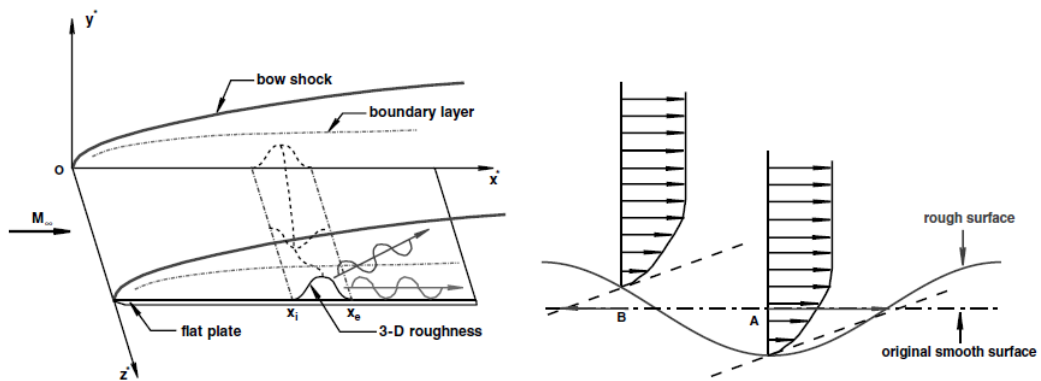 y*
bow shock
boundary layer
O
x*
M∞
xi
xe
flat plate
3-D roughness
z*
rough surface
B
A
original smooth surface